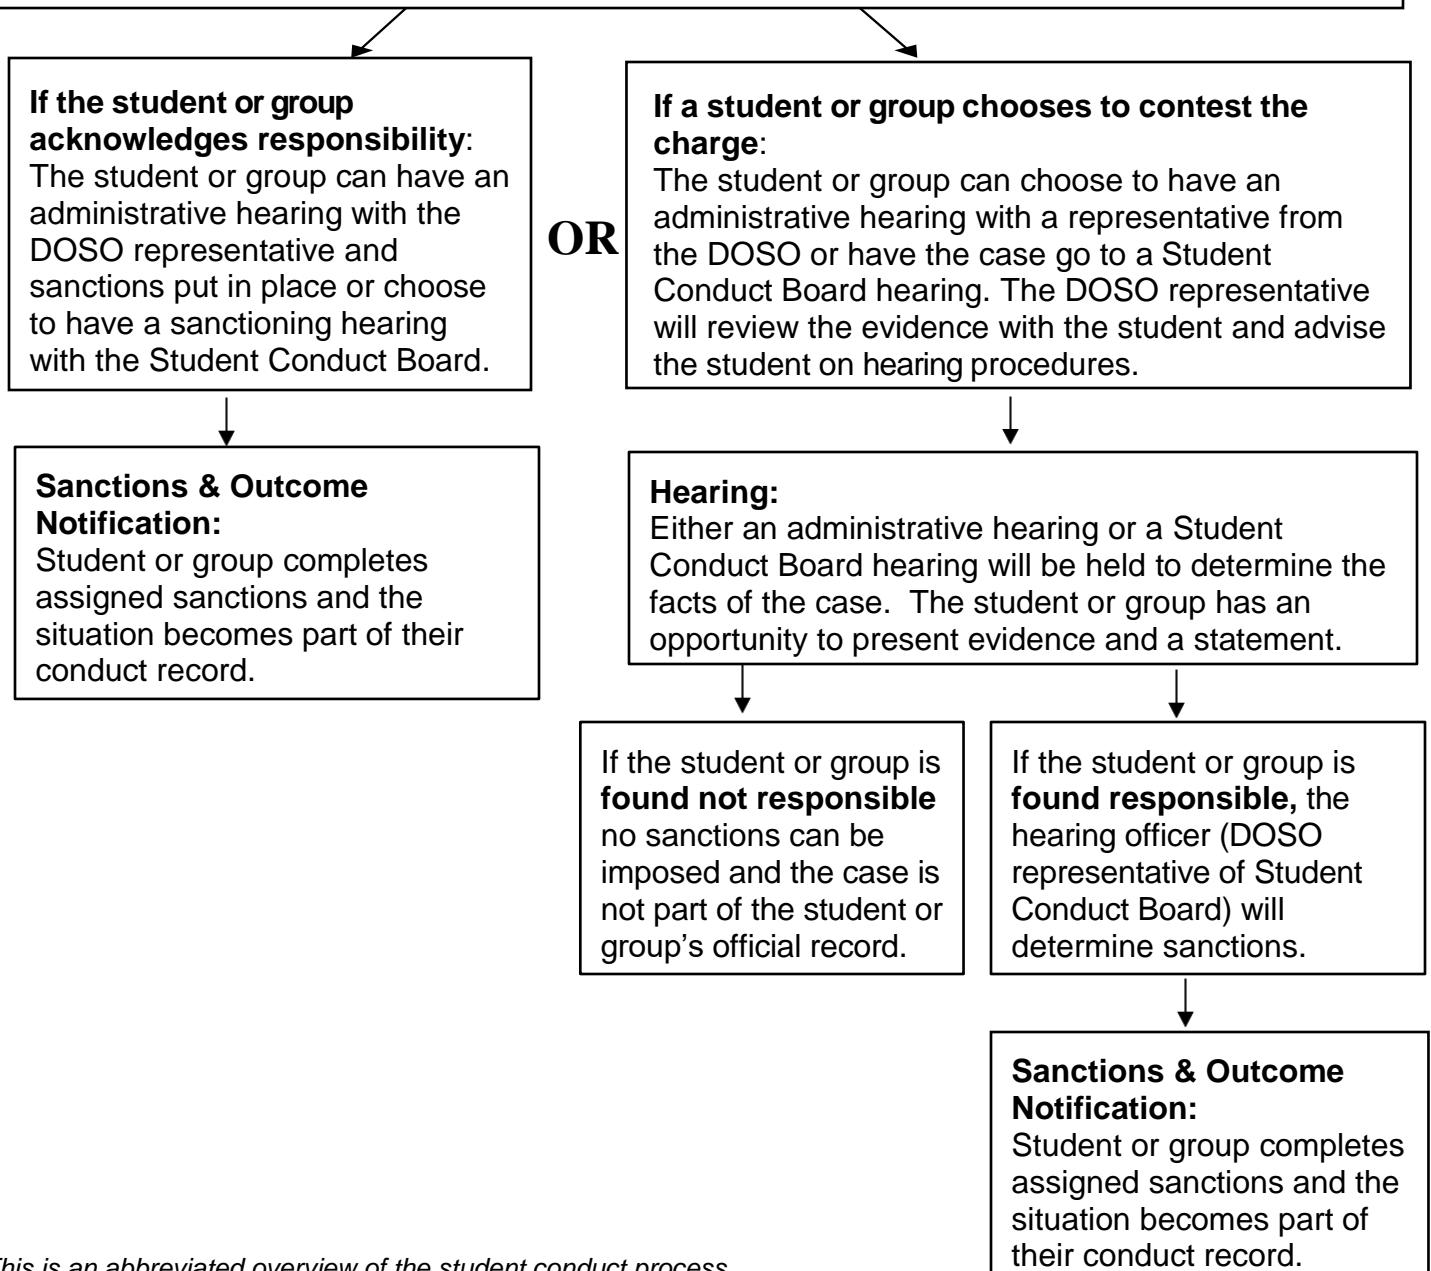 If the student or group
acknowledges responsibility:
The student or group can have an
administrative hearing with the
DOSO representative and
sanctions put in place or choose
to have a sanctioning hearing
with the Student Conduct Board.
OR
If a student or group chooses to contest the
charge:
The student or group can choose to have an
administrative hearing with a representative from
the DOSO or have the case go to a Student
Conduct Board hearing. The DOSO representative
will review the evidence with the student and advise
the student on hearing procedures.
Sanctions & Outcome
Notification:
Student or group completes
assigned sanctions and the
situation becomes part of their
conduct record.
Hearing:
Either an administrative hearing or a Student
Conduct Board hearing will be held to determine the
facts of the case.  The student or group has an
opportunity to present evidence and a statement.
If the student or group is
found not responsible
no sanctions can be
imposed and the case is
not part of the student or
group’s official record.
If the student or group is
found responsible, the
hearing officer (DOSO
representative of Student
Conduct Board) will
determine sanctions.
Sanctions & Outcome
Notification:
Student or group completes
assigned sanctions and the
situation becomes part of
their conduct record.
This is an abbreviated overview of the student conduct process